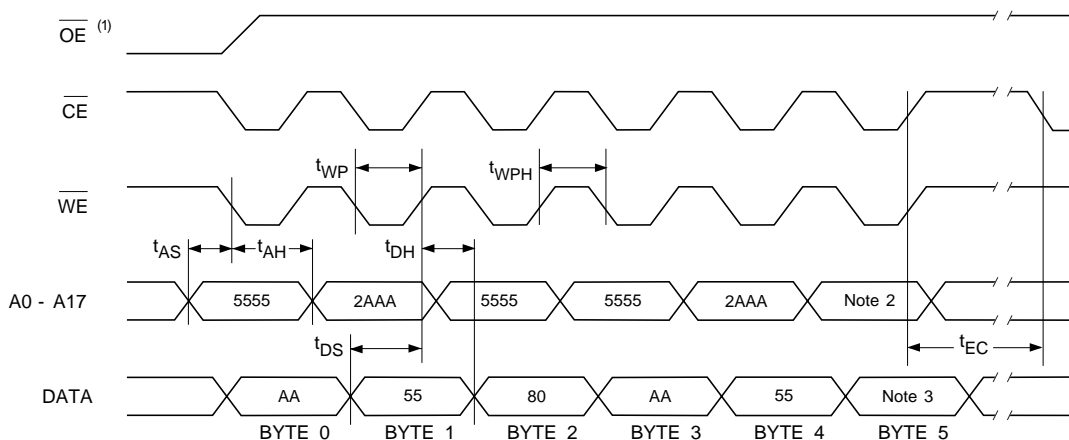 OE (1)
CE
tWP
tWPH
WE
tAS
tAH
tDH
A0 - A17
5555
2AAA
5555
5555
2AAA
Note 2
tDS
tEC
DATA
AA
55
80
AA
55
Note 3
BYTE 0
BYTE 1
BYTE 2
BYTE 3
BYTE 4
BYTE 5